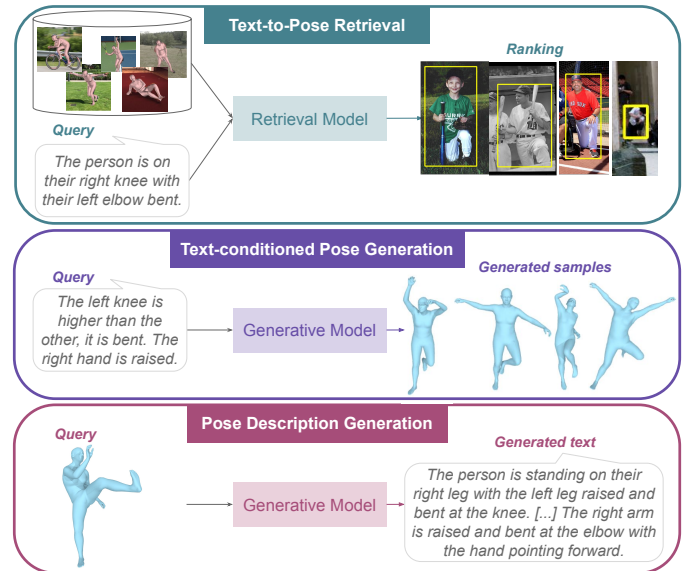 Text-to-Pose Retrieval
Ranking
Retrieval Model
Query
The person is on
their right knee with
their left elbow bent.
Text-conditioned Pose Generation
Query
Generated samples
The left knee is
higher than the
other, it is bent. The
right hand is raised.
Generative Model
Pose Description Generation
Query
Generated text
Generative Model
The person is standing on their
right leg with the left leg raised and
bent at the knee. [...] The right arm
is raised and bent at the elbow with
the hand pointing forward.